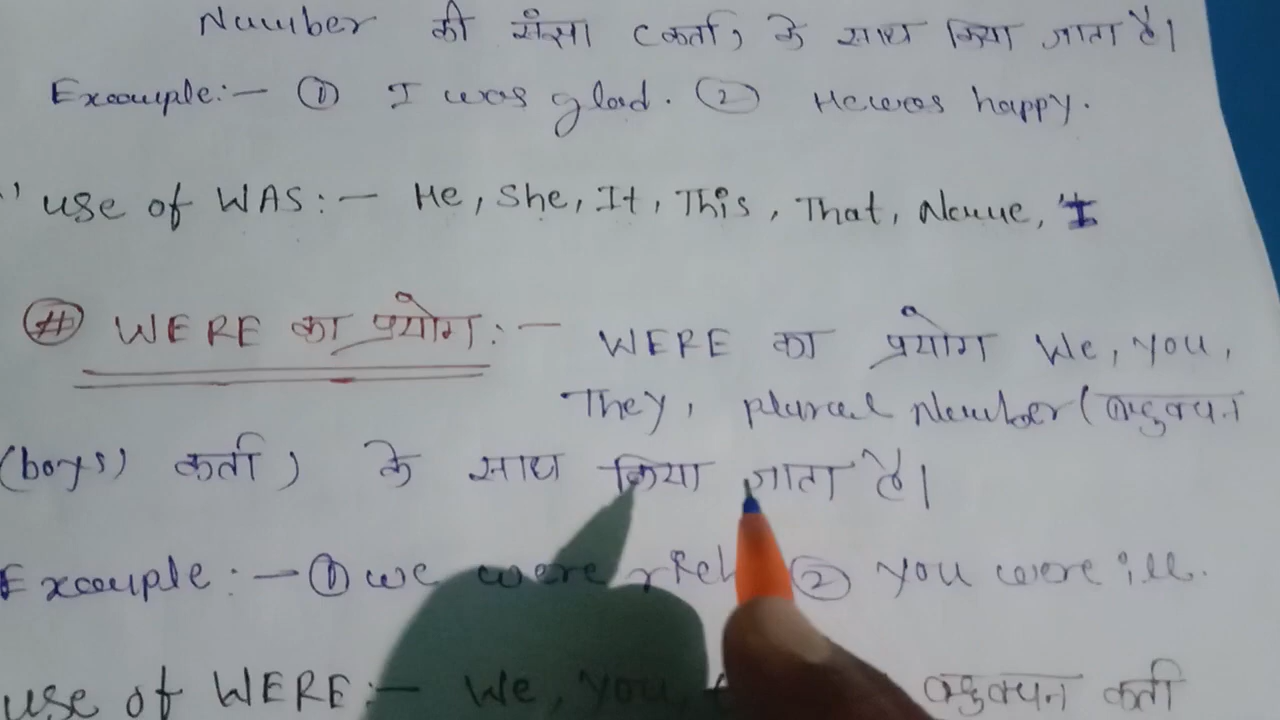 Number की संज्ञा (कर्ता) के साथ किया जाता है।
Example:- ① I was glad. ② He was happy.
use of WAS:- He, She, It, This, That, Name, I
# WERE का प्रयोग:- WERE का प्रयोग We, you,
They, plural Number (बहुवचन
(boys) कर्ता) के साथ किया जाता है।
Example:- ① we were rich ② you were ill.
use of WERE:- We, you, बहुवचन कर्ता